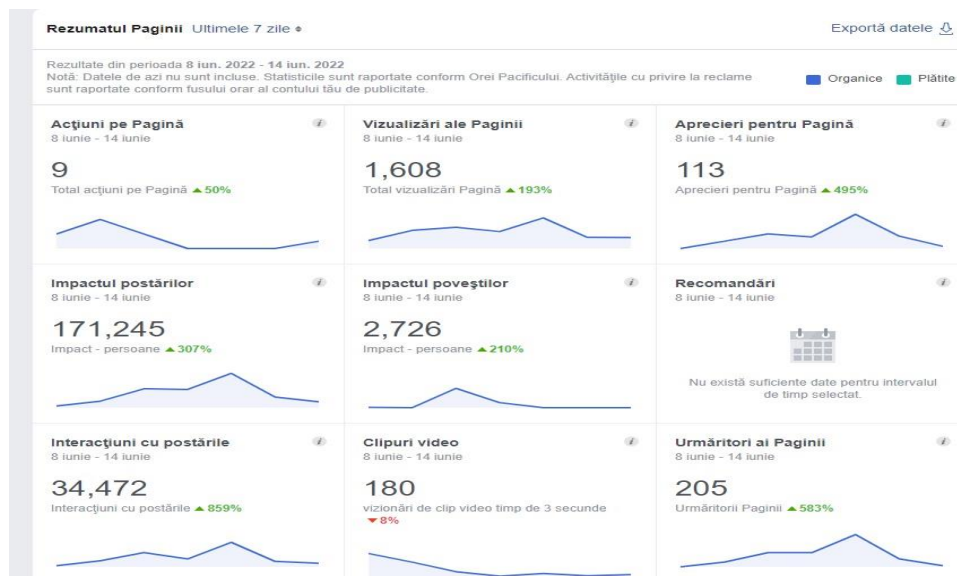 Rezumatul Paginii Ultimele 7 zile
Exportă datele
Rezultate din perioada 8 iun. 2022 - 14 iun. 2022
Notă: Datele de azi nu sunt incluse. Statisticile sunt raportate conform Orei Pacificului. Activităţile cu privire la reclame
sunt raportate conform fusului orar al contului tău de publicitate.
Organice Plătite
Acţiuni pe Pagină
8 iunie - 14 iunie
9
Total acţiuni pe Pagină ▲50%
Vizualizări ale Paginii
8 iunie - 14 iunie
1,608
Total vizualizări Pagină ▲193%
Aprecieri pentru Pagină
8 iunie - 14 iunie
113
Aprecieri pentru Pagină ▲495%
Impactul postărilor
8 iunie - 14 iunie
171,245
Impact - persoane ▲307%
Impactul poveştilor
8 iunie - 14 iunie
2,726
Impact - persoane ▲210%
Recomandări
8 iunie - 14 iunie
Nu există suficiente date pentru intervalul
de timp selectat.
Interacţiuni cu postările
8 iunie - 14 iunie
34,472
Interacţiuni cu postările ▲859%
Clipuri video
8 iunie - 14 iunie
180
vizionări de clip video timp de 3 secunde
▼8%
Urmăritori ai Paginii
8 iunie - 14 iunie
205
Urmăritorii Paginii ▲583%